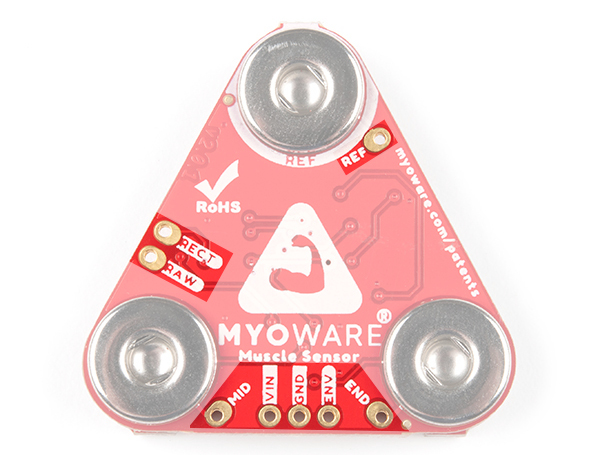 REF
REF
myoware.com/patents
RoHS
RECT
RAW
MYOWARE®
Muscle Sensor
MID
VIN
GND
ENV
END